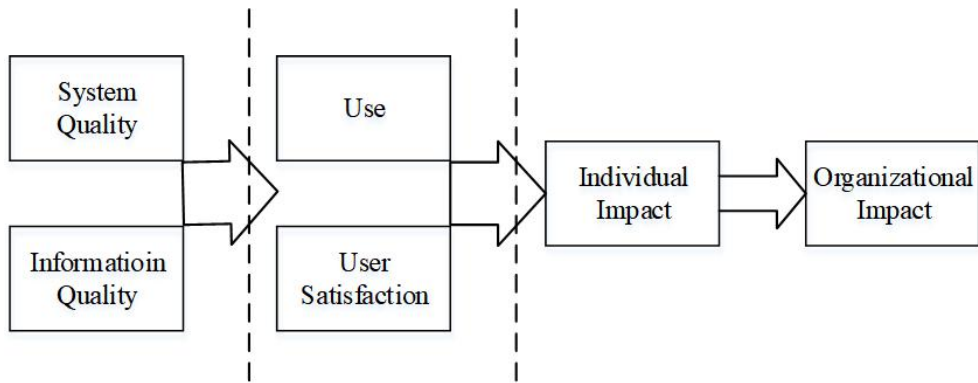 System
Quality
Informatioin
Quality
Use
User
Satisfaction
Individual
Impact
Organizational
Impact